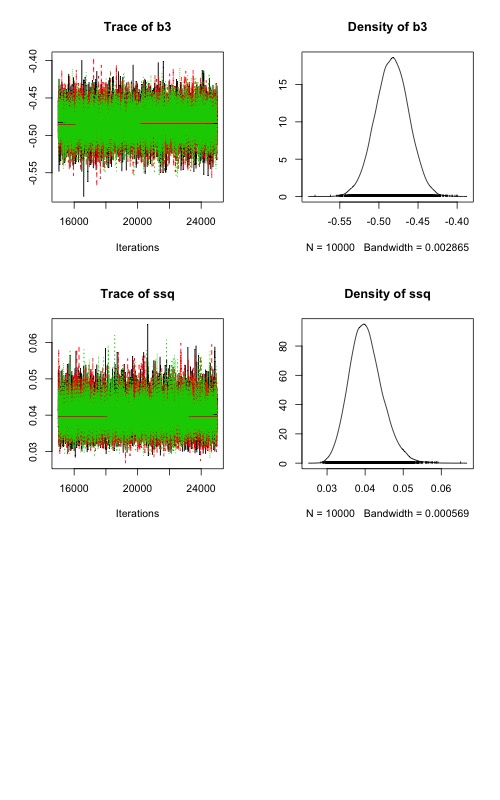 Trace of b3
-0.40
-0.45
-0.50
-0.55
16000 20000 24000
Iterations
Density of b3
15
10
5
0
-0.55 -0.50 -0.45 -0.40
N = 10000 Bandwidth = 0.002865
Trace of ssq
0.06
0.05
0.04
0.03
16000 20000 24000
Iterations
Density of ssq
80
60
40
20
0
0.03 0.04 0.05 0.06
N = 10000 Bandwidth = 0.000569